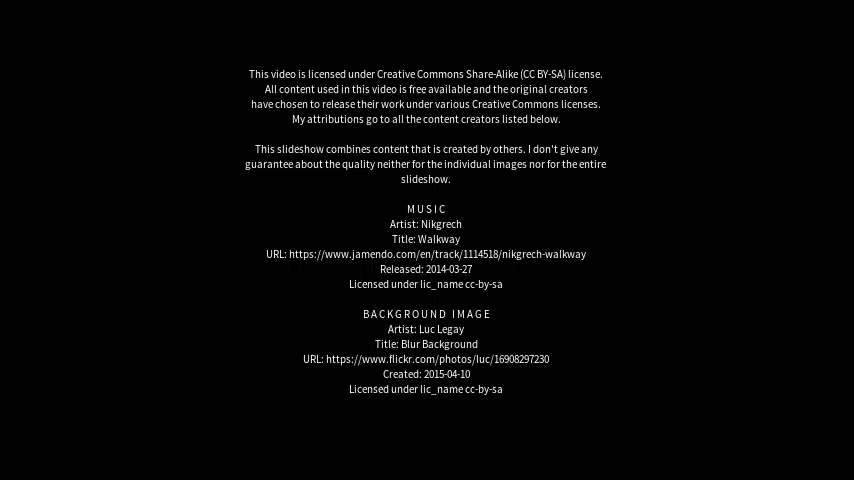 This video is licensed under Creative Commons Share-Alike (CC BY-SA) license.
All content used in this video is free available and the original creators
have chosen to release their work under various Creative Commons licenses.
My attributions go to all the content creators listed below.
This slideshow combines content that is created by others. I don't give any
guarantee about the quality neither for the individual images nor for the entire
slideshow.
MUSIC
Artist: Nikgrech
Title: Walkway
URL: https://www.jamendo.com/en/track/1114518/nikgrech-walkway
Released: 2014-03-27
Licensed under lic_name cc-by-sa
BACKGROUND IMAGE
Artist: Luc Legay
Title: Blur Background
URL: https://www.flickr.com/photos/luc/16908297230
Created: 2015-04-10
Licensed under lic_name cc-by-sa